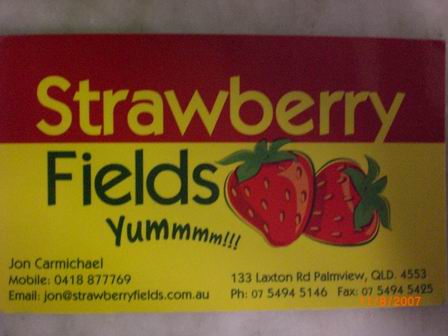 Strawberry
Fields
Yummmm!!!
Jon Carmichael
Mobile: 0418 877769
Email: jon@strawberryfields.com.au
133 Laxton Rd Palmview, QLD. 4553
Ph: 07 5494 5146 Fax: 07 5494 5425
11/8/2007